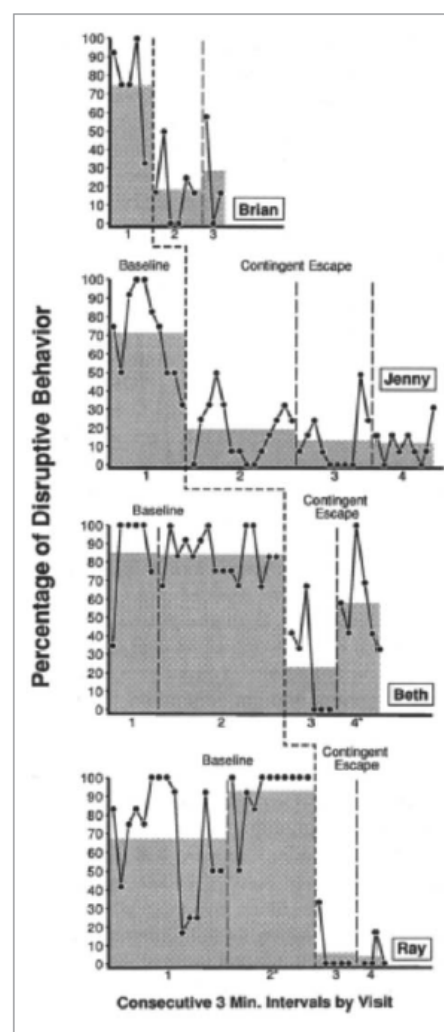 Percentage of Disruptive Behavior
100
90
80
70
60
50
40
30
20
10
0
Brian
1 2 3
Baseline Contingent Escape
100
90
80
70
60
50
40
30
20
10
0
Jenny
1 2 3 4
Baseline Contingent
Escape
100
90
80
70
60
50
40
30
20
10
0
Beth
1 2 3 4*
Baseline Contingent
Escape
100
90
80
70
60
50
40
30
20
10
0
Ray
1 2* 3 4
Consecutive 3 Min. Intervals by Visit